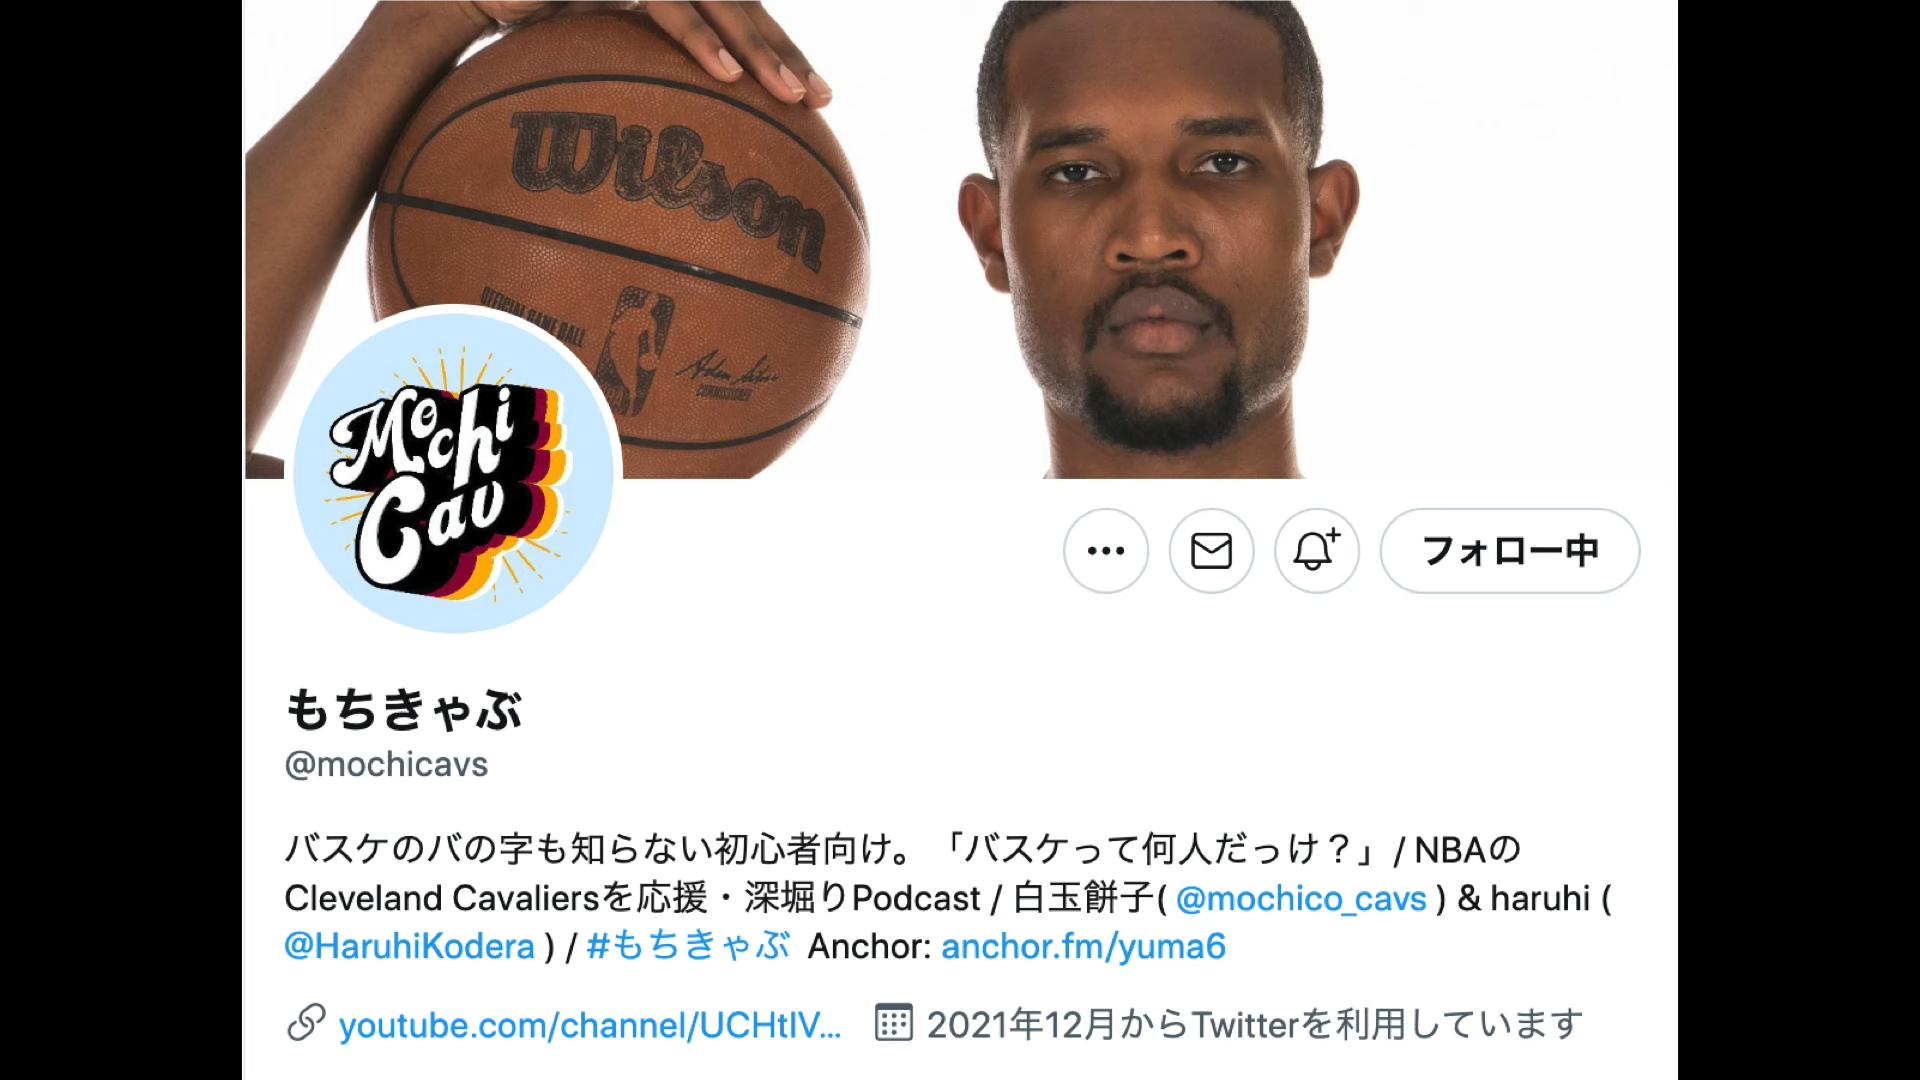 Wilson
OFFICIAL GAME BALL
COMMISSIONER
Mochi
Cav
フォロー中
もちきゃぶ
@mochicavs
バスケのバの字も知らない初心者向け。「バスケって何人だっけ？」/ NBAの
Cleveland Cavaliersを応援・深堀りPodcast / 白玉餅子( @mochico_cavs ) & haruhi (
@HaruhiKodera ) / #もちきゃぶ Anchor: anchor.fm/yuma6
youtube.com/channel/UCHtIV... 2021年12月からTwitterを利用しています